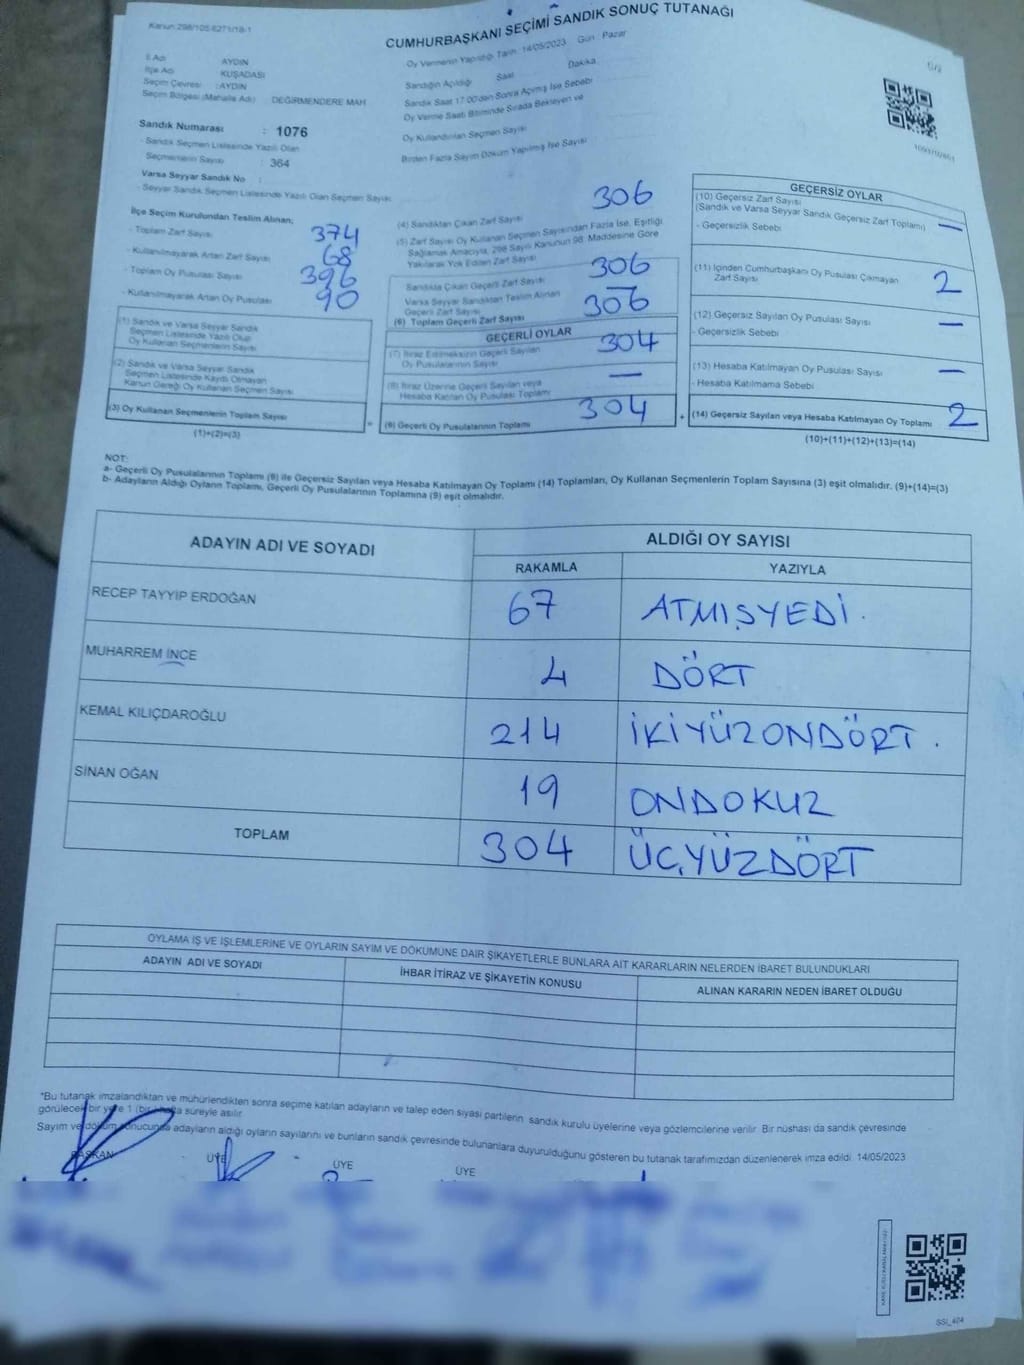 Kanun:298/105-6271/18-1
CUMHURBAŞKANI SEÇİMİ SANDIK SONUÇ TUTANAĞI
Oy Vermenin Yapıldığı Tarih: 14/05/2023 Gün: Pazar
İl Adı AYDIN
İlçe Adı KUŞADASI
Seçim Çevresi : AYDIN
Seçim Bölgesi (Mahalle Adı) DEĞİRMENDERE MAH
Sandık Numarası : 1076
Sandık Seçmen Listesinde Yazılı Olan
Seçmenlerin Sayısı : 364
Varsa Seyyar Sandık No
Seyyar Sandık Seçmen Listesinde Yazılı Olan Seçmen Sayısı
Sandığın Açıldığı Saat Dakika
Sandık Saat 17.00'den Sonra Açılmış İse Sebebi
Oy Verme Saati Bitiminde Sırada Bekleyen ve
Oy Kullandırılan Seçmen Sayısı
Birden Fazla Sayım Döküm Yapılmış İse Sayısı
İlçe Seçim Kurulundan Teslim Alınan;
- Toplam Zarf Sayısı 374
- Kullanılmayarak Artan Zarf Sayısı 68
- Toplam Oy Pusulası Sayısı 396
- Kullanılmayarak Artan Oy Pusulası 90
(1) Sandık ve Varsa Seyyar Sandık
Seçmen Listesinde Yazılı Olup
Oy Kullanan Seçmenlerin Sayısı
(2) Sandık ve Varsa Seyyar Sandık
Seçmen Listesinde Kaydı Olmayan
Kanun Gereği Oy Kullanan Seçmen Sayısı
(3) Oy Kullanan Seçmenlerin Toplam Sayısı
(1)+(2)=(3)
(4) Sandıktan Çıkan Zarf Sayısı 306
(5) Zarf Sayısı Oy Kullanan Seçmen Sayısından Fazla İse, Eşitliği
Sağlamak Amacıyla, 298 Sayılı Kanunun 98. Maddesine Göre
Yakılarak Yok Edilen Zarf Sayısı
Sandıkta Çıkan Geçerli Zarf Sayısı 306
Varsa Seyyar Sandıktan Teslim Alınan
Geçerli Zarf Sayısı
(6) Toplam Geçerli Zarf Sayısı 306
GEÇERLİ OYLAR
(7) İtiraz Edilmeksizin Geçerli Sayılan
Oy Pusulalarının Sayısı 304
(8) İtiraz Üzerine Geçerli Sayılan veya
Hesaba Katılan Oy Pusulası Toplamı —
= (9) Geçerli Oy Pusulalarının Toplamı 304
GEÇERSİZ OYLAR
(10) Geçersiz Zarf Sayısı
(Sandık ve Varsa Seyyar Sandık Geçersiz Zarf Toplamı) —
- Geçersizlik Sebebi
(11) İçinden Cumhurbaşkanı Oy Pusulası Çıkmayan
Zarf Sayısı 2
(12) Geçersiz Sayılan Oy Pusulası Sayısı —
- Geçersizlik Sebebi
(13) Hesaba Katılmayan Oy Pusulası Sayısı —
- Hesaba Katılmama Sebebi
+ (14) Geçersiz Sayılan veya Hesaba Katılmayan Oy Toplamı 2
(10)+(11)+(12)+(13)=(14)
NOT:
a- Geçerli Oy Pusulalarının Toplamı (9) ile Geçersiz Sayılan veya Hesaba Katılmayan Oy Toplamı (14) Toplamları, Oy Kullanan Seçmenlerin Toplam Sayısına (3) eşit olmalıdır. (9)+(14)=(3)
b- Adayların Aldığı Oyların Toplamı, Geçerli Oy Pusulalarının Toplamına (9) eşit olmalıdır.
ADAYIN ADI VE SOYADI ALDIĞI OY SAYISI
RAKAMLA YAZIYLA
RECEP TAYYİP ERDOĞAN 67 ATMIŞYEDİ.
MUHARREM İNCE 4 DÖRT
KEMAL KILIÇDAROĞLU 214 İKİYÜZONDÖRT.
SİNAN OĞAN 19 ONDOKUZ
TOPLAM 304 ÜÇYÜZDÖRT
OYLAMA İŞ VE İŞLEMLERİNE VE OYLARIN SAYIM VE DÖKÜMÜNE DAİR ŞİKAYETLERLE BUNLARA AİT KARARLARIN NELERDEN İBARET BULUNDUKLARI
ADAYIN ADI VE SOYADI İHBAR İTİRAZ VE ŞİKAYETİN KONUSU ALINAN KARARIN NEDEN İBARET OLDUĞU
*Bu tutanak imzalandıktan ve mühürlendikten sonra seçime katılan adayların ve talep eden siyasi partilerin sandık kurulu üyelerine veya gözlemcilerine verilir. Bir nüshası da sandık çevresinde
görülecek bir yere 1 (bir) hafta süreyle asılır.
Sayım ve döküm sonucunda adayların aldığı oyların sayılarını ve bunların sandık çevresinde bulunanlara duyurulduğunu gösteren bu tutanak tarafımızdan düzenlenerek imza edildi. 14/05/2023
BAŞKAN ÜYE ÜYE ÜYE
SSI_404